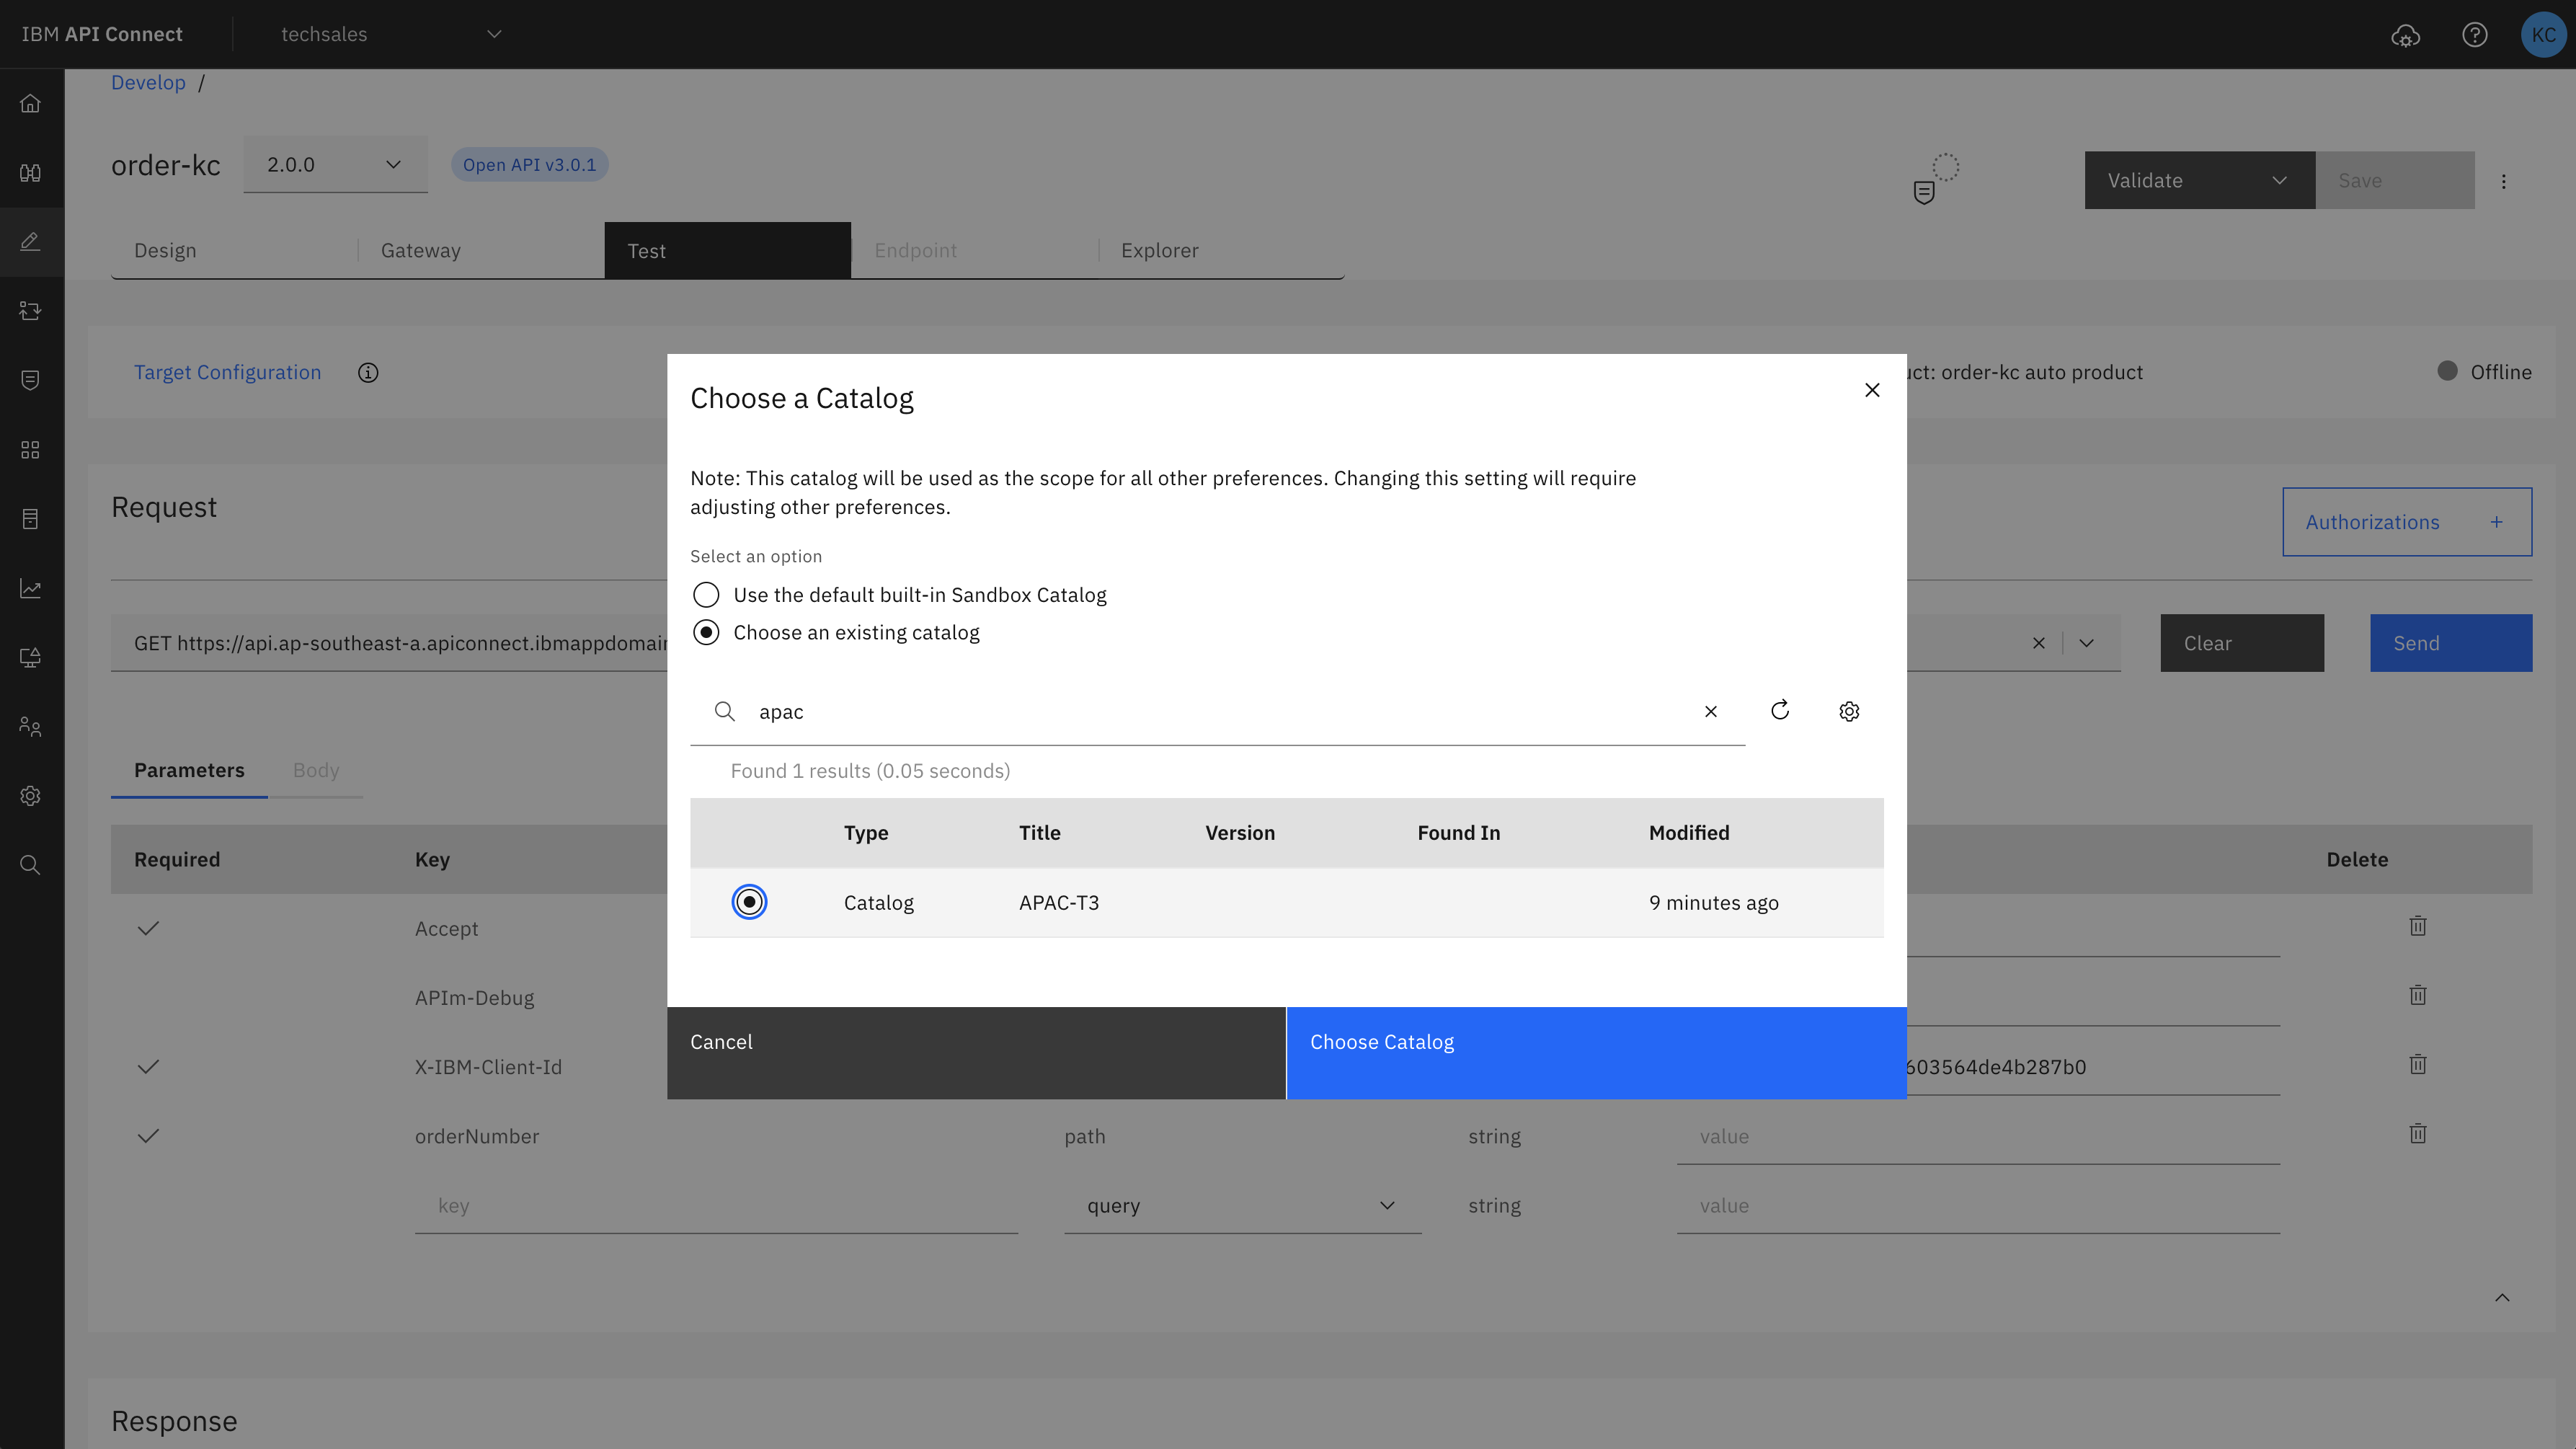 IBM API Connect
techsales
KC
Develop /
order-kc
2.0.0
Open API v3.0.1
Validate
Save
Design
Gateway
Test
Endpoint
Explorer
Target Configuration
order-kc auto product
Offline
Choose a Catalog
Note: This catalog will be used as the scope for all other preferences. Changing this setting will require
adjusting other preferences.
Select an option
Use the default built-in Sandbox Catalog
Choose an existing catalog
apac
Found 1 results (0.05 seconds)
Type
Title
Version
Found In
Modified
Catalog
APAC-T3
9 minutes ago
Cancel
Choose Catalog
Request
Authorizations +
GET https://api.ap-southeast-a.apiconnect.ibmappdomain
Clear
Send
Parameters
Body
Required
Key
Delete
Accept
APIm-Debug
X-IBM-Client-Id
603564de4b287b0
orderNumber
path
string
value
key
query
string
value
Response